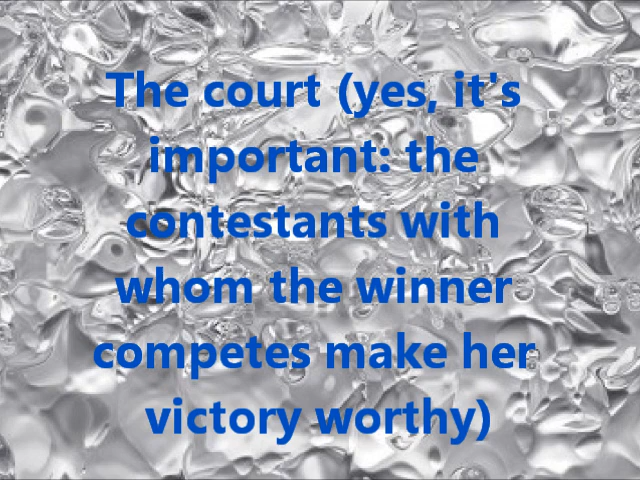 The court (yes, it's
important: the
contestants with
whom the winner
competes make her
victory worthy)